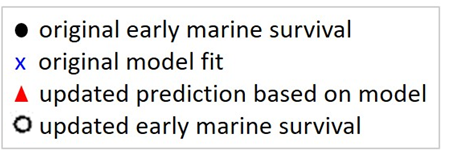 original early marine survival
x original model fit
updated prediction based on model
updated early marine survival